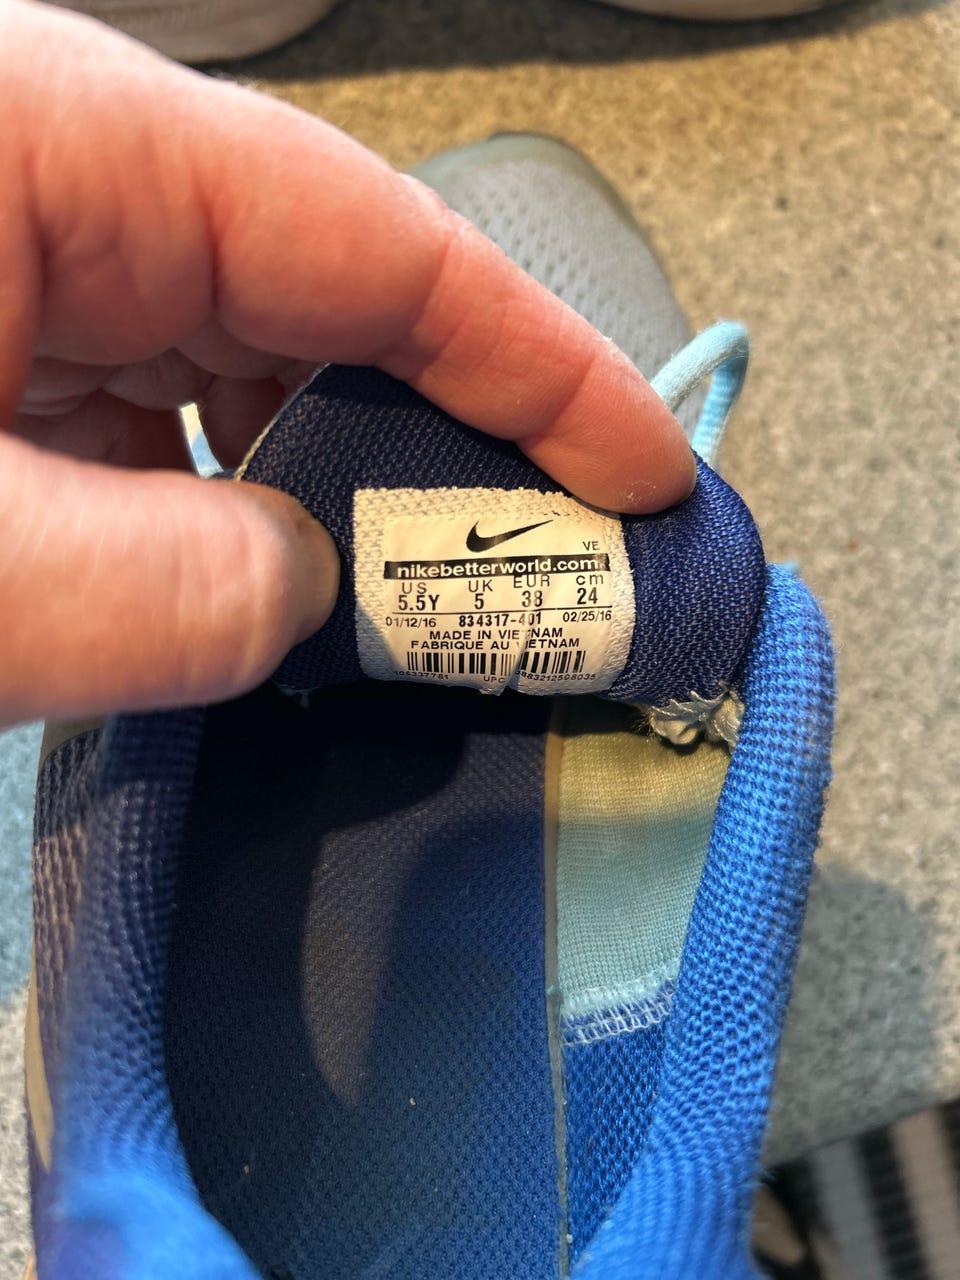 VE
nikebetterworld.com
US UK EUR cm
5.5Y 5 38 24
01/12/16 834317-401 02/25/16
MADE IN VIETNAM
FABRIQUE AU VIETNAM
UPC